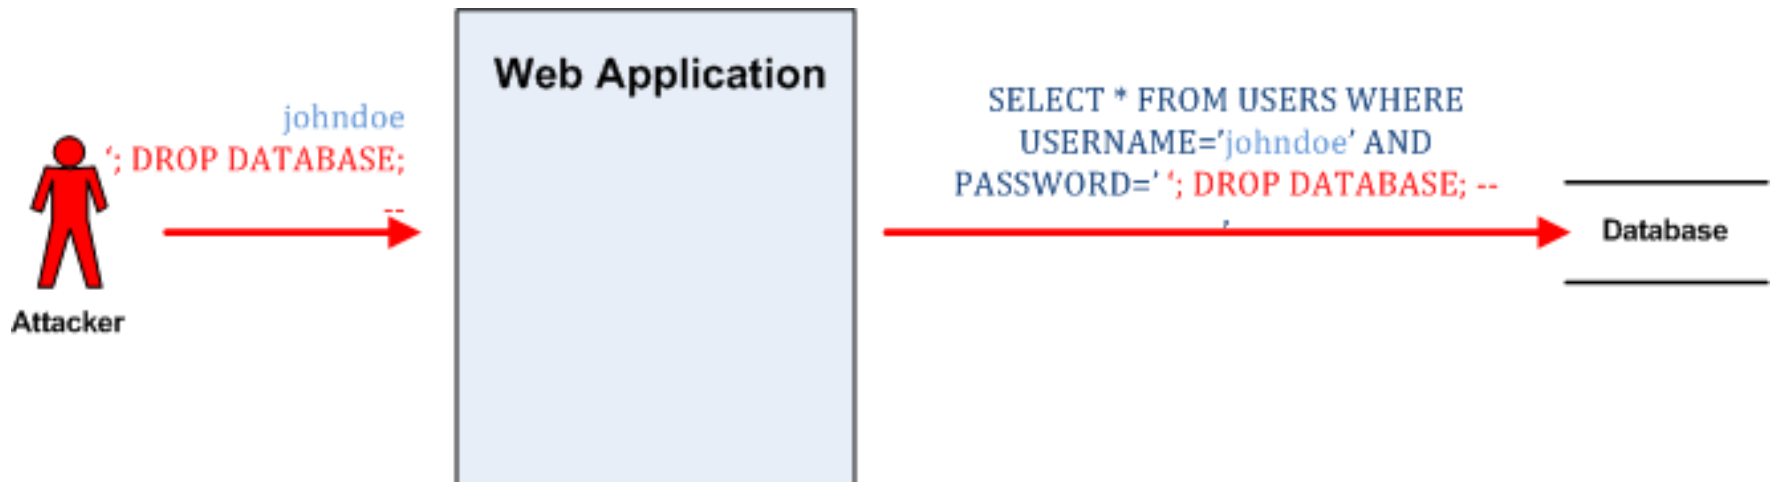 Web Application
johndoe
‘; DROP DATABASE;
--
Attacker
SELECT * FROM USERS WHERE
USERNAME=’johndoe’ AND
PASSWORD=’ ‘; DROP DATABASE; --
’
Database